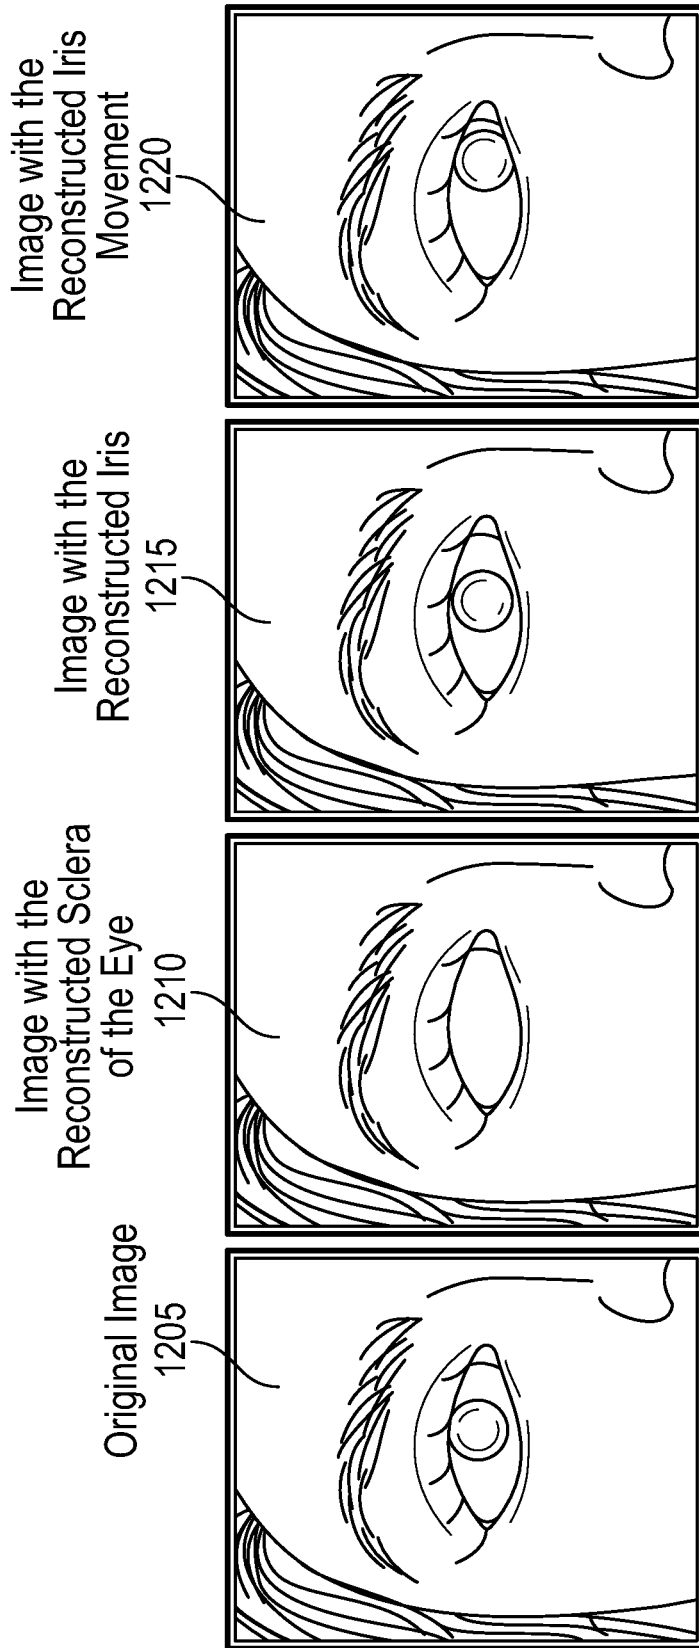 Original Image
1205
Image with the
Reconstructed Sclera
of the Eye
1210
Image with the
Reconstructed Iris
1215
Image with the
Reconstructed Iris
Movement
1220